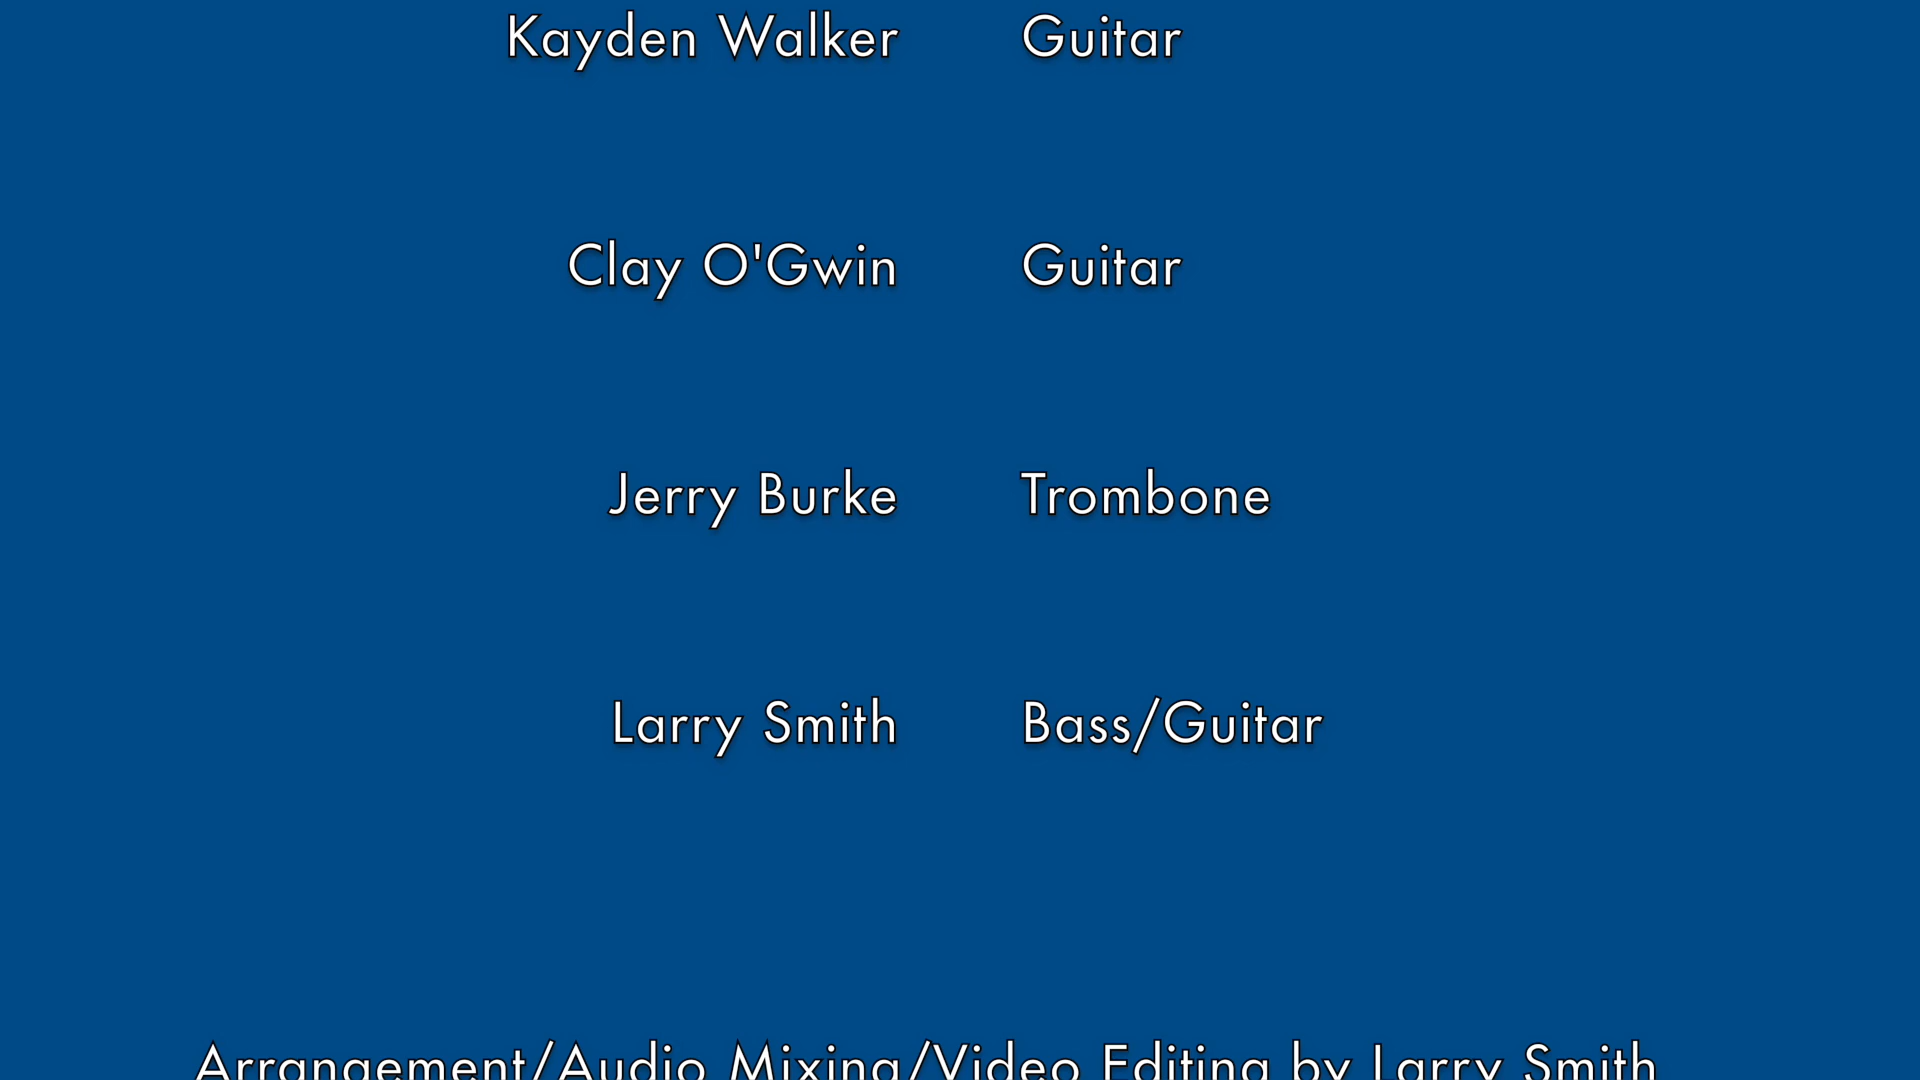 Kayden Walker Guitar
Clay O'Gwin Guitar
Jerry Burke Trombone
Larry Smith Bass/Guitar
Arrangement/Audio Mixing/Video Editing by Larry Smith